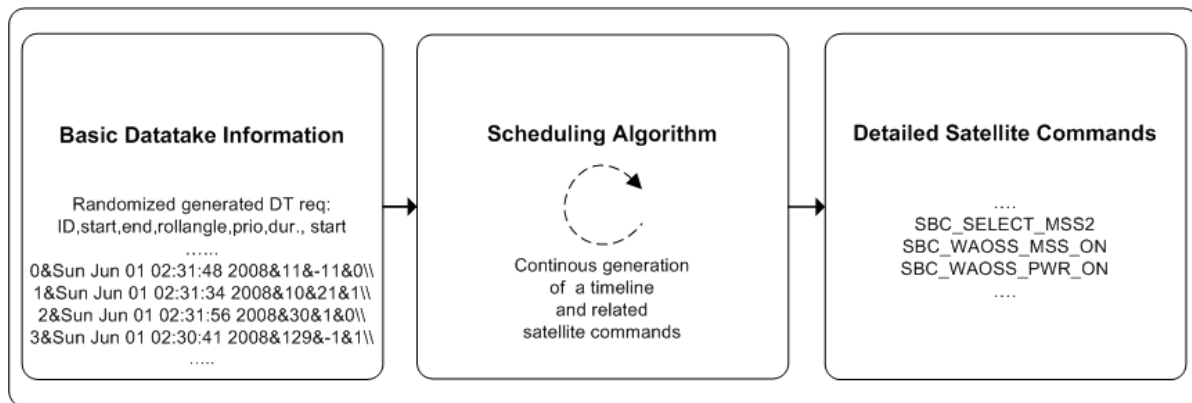 Basic Datatake Information
Randomized generated DT req:
ID,start,end,rollangle,prio,dur., start
......
0&Sun Jun 01 02:31:48 2008&11&-11&0\\
1&Sun Jun 01 02:31:34 2008&10&21&1\\
2&Sun Jun 01 02:31:56 2008&30&1&0\\
3&Sun Jun 01 02:30:41 2008&129&-1&1\\
.....
Scheduling Algorithm
Continous generation
of a timeline
and related
satellite commands
Detailed Satellite Commands
....
SBC_SELECT_MSS2
SBC_WAOSS_MSS_ON
SBC_WAOSS_PWR_ON
....